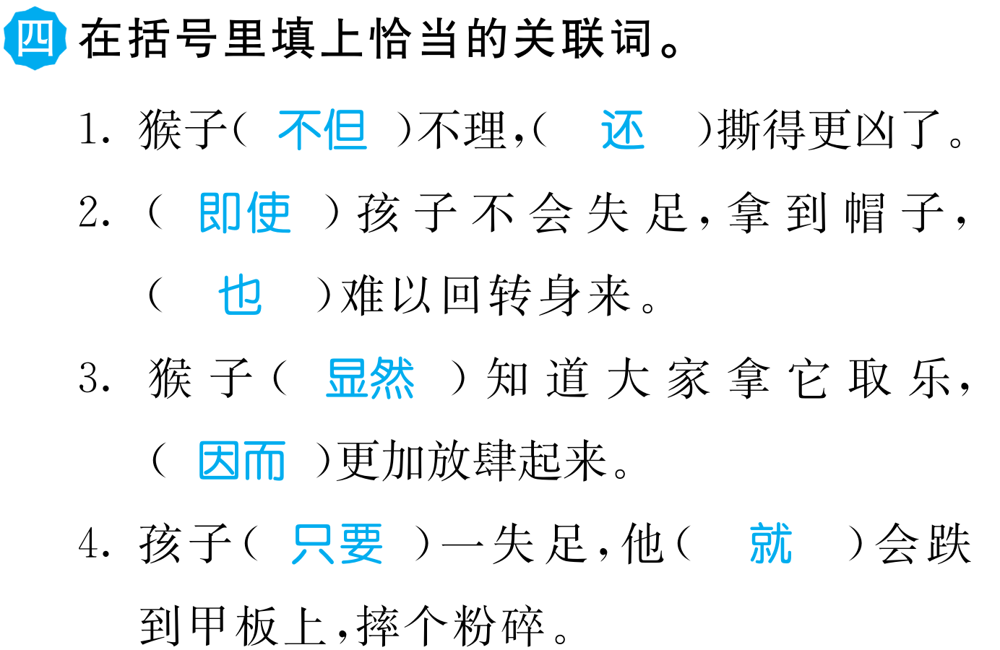 四 在括号里填上恰当的关联词。
1. 猴子( 不但 )不理,( 还 )撕得更凶了。
2. ( 即使 )孩子不会失足,拿到帽子,
( 也 )难以回转身来。
3. 猴子( 显然 )知道大家拿它取乐,
( 因而 )更加放肆起来。
4. 孩子( 只要 )一失足,他( 就 )会跌
到甲板上,摔个粉碎。